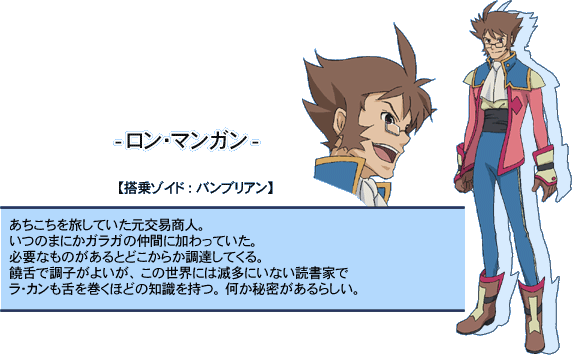 -ロン・マンガン-
【搭乗ゾイド：バンブリアン】
あちこちを旅していた元交易商人。
いつのまにかガラガの仲間に加わっていた。
必要なものがあるとどこからか調達してくる。
饒舌で調子がよいが、この世界には滅多にいない読書家で
ラ・カンも舌を巻くほどの知識を持つ。何か秘密があるらしい。